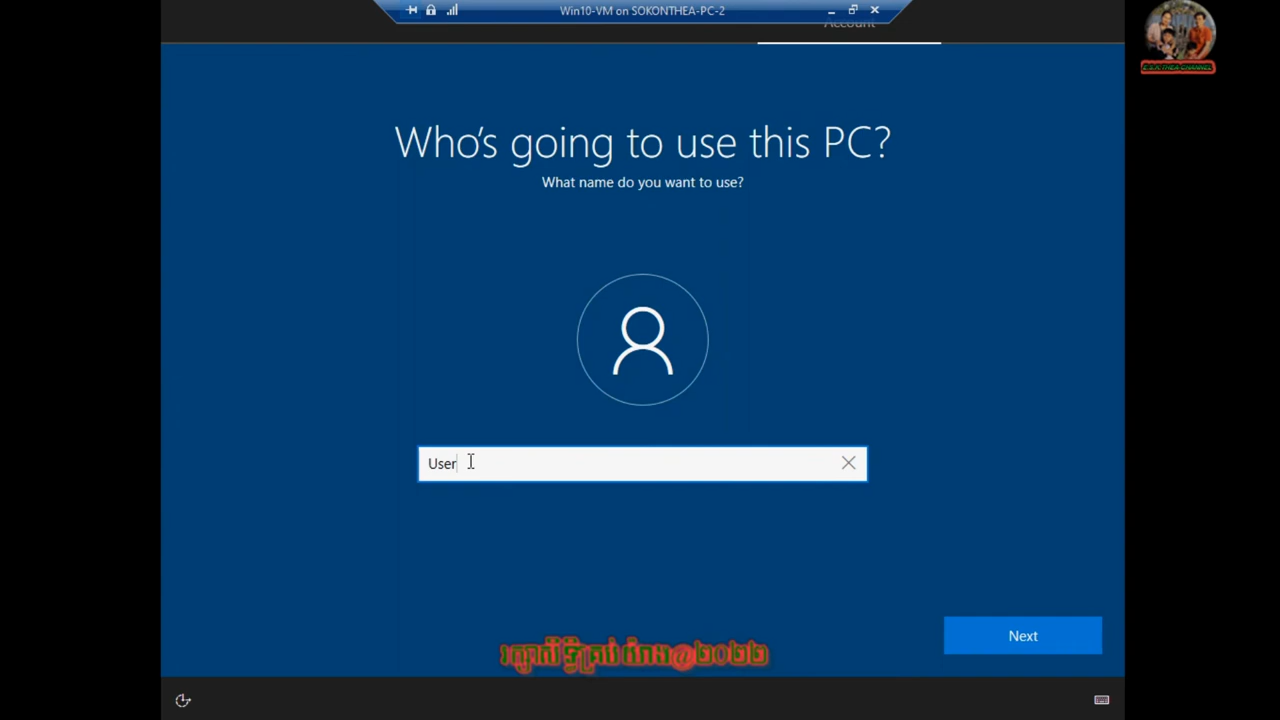 Win10-VM on SOKONTHEA-PC-2
Account
Who's going to use this PC?
What name do you want to use?
User
Next